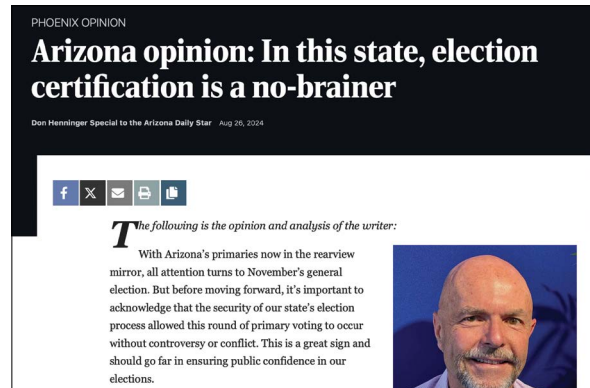 PHOENIX OPINION
Arizona opinion: In this state, election
certification is a no-brainer
Don Henninger Special to the Arizona Daily Star Aug 26, 2024
f X
The following is the opinion and analysis of the writer:
With Arizona's primaries now in the rearview
mirror, all attention turns to November's general
election. But before moving forward, it's important to
acknowledge that the security of our state's election
process allowed this round of primary voting to occur
without controversy or conflict. This is a great sign and
should go far in ensuring public confidence in our
elections.